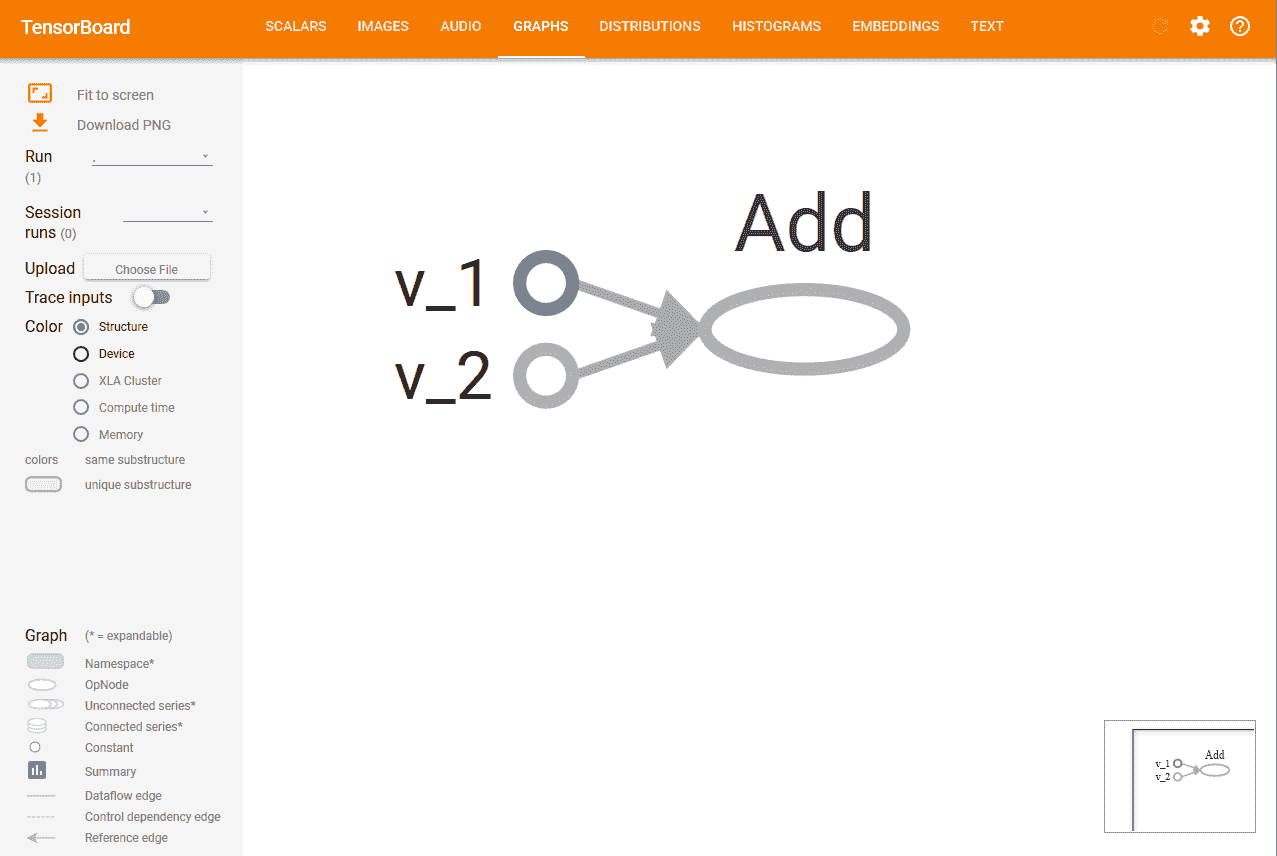 TensorBoard
SCALARS IMAGES AUDIO GRAPHS DISTRIBUTIONS HISTOGRAMS EMBEDDINGS TEXT
Fit to screen
Download PNG
Run
(1)
.
Session
runs (0)
Upload Choose File
Trace inputs
Color Structure
Device
XLA Cluster
Compute time
Memory
colors same substructure
unique substructure
Graph (* = expandable)
Namespace*
OpNode
Unconnected series*
Connected series*
Constant
Summary
Dataflow edge
Control dependency edge
Reference edge
Add
v_1
v_2
Add
v_1
v_2